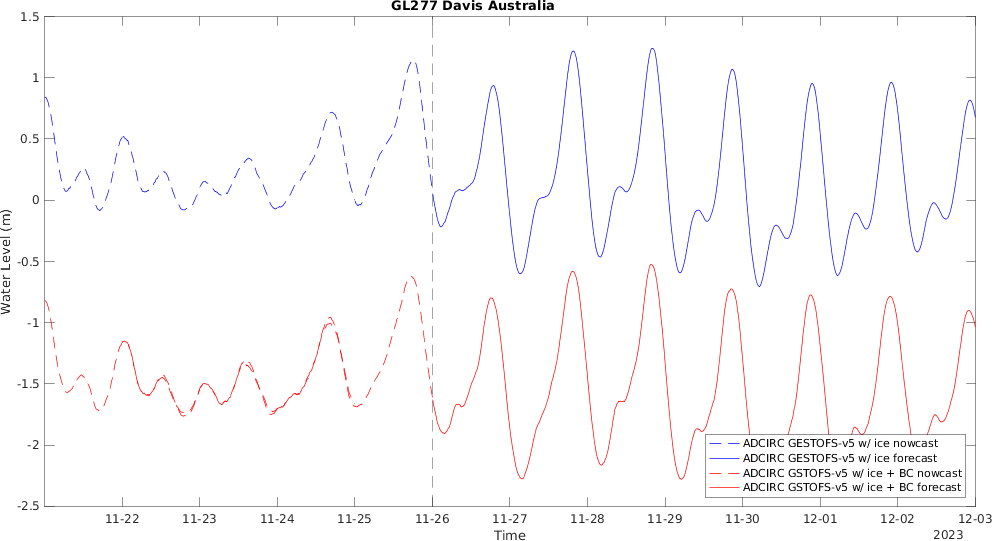 GL277 Davis Australia
1.5
1
0.5
0
-0.5
-1
-1.5
-2
-2.5
Water Level (m)
ADCIRC GESTOFS-v5 w/ ice nowcast
ADCIRC GESTOFS-v5 w/ ice forecast
ADCIRC GSTOFS-v5 w/ ice + BC nowcast
ADCIRC GSTOFS-v5 w/ ice + BC forecast
11-22 11-23 11-24 11-25 11-26 11-27 11-28 11-29 11-30 12-01 12-02 12-03
Time
2023